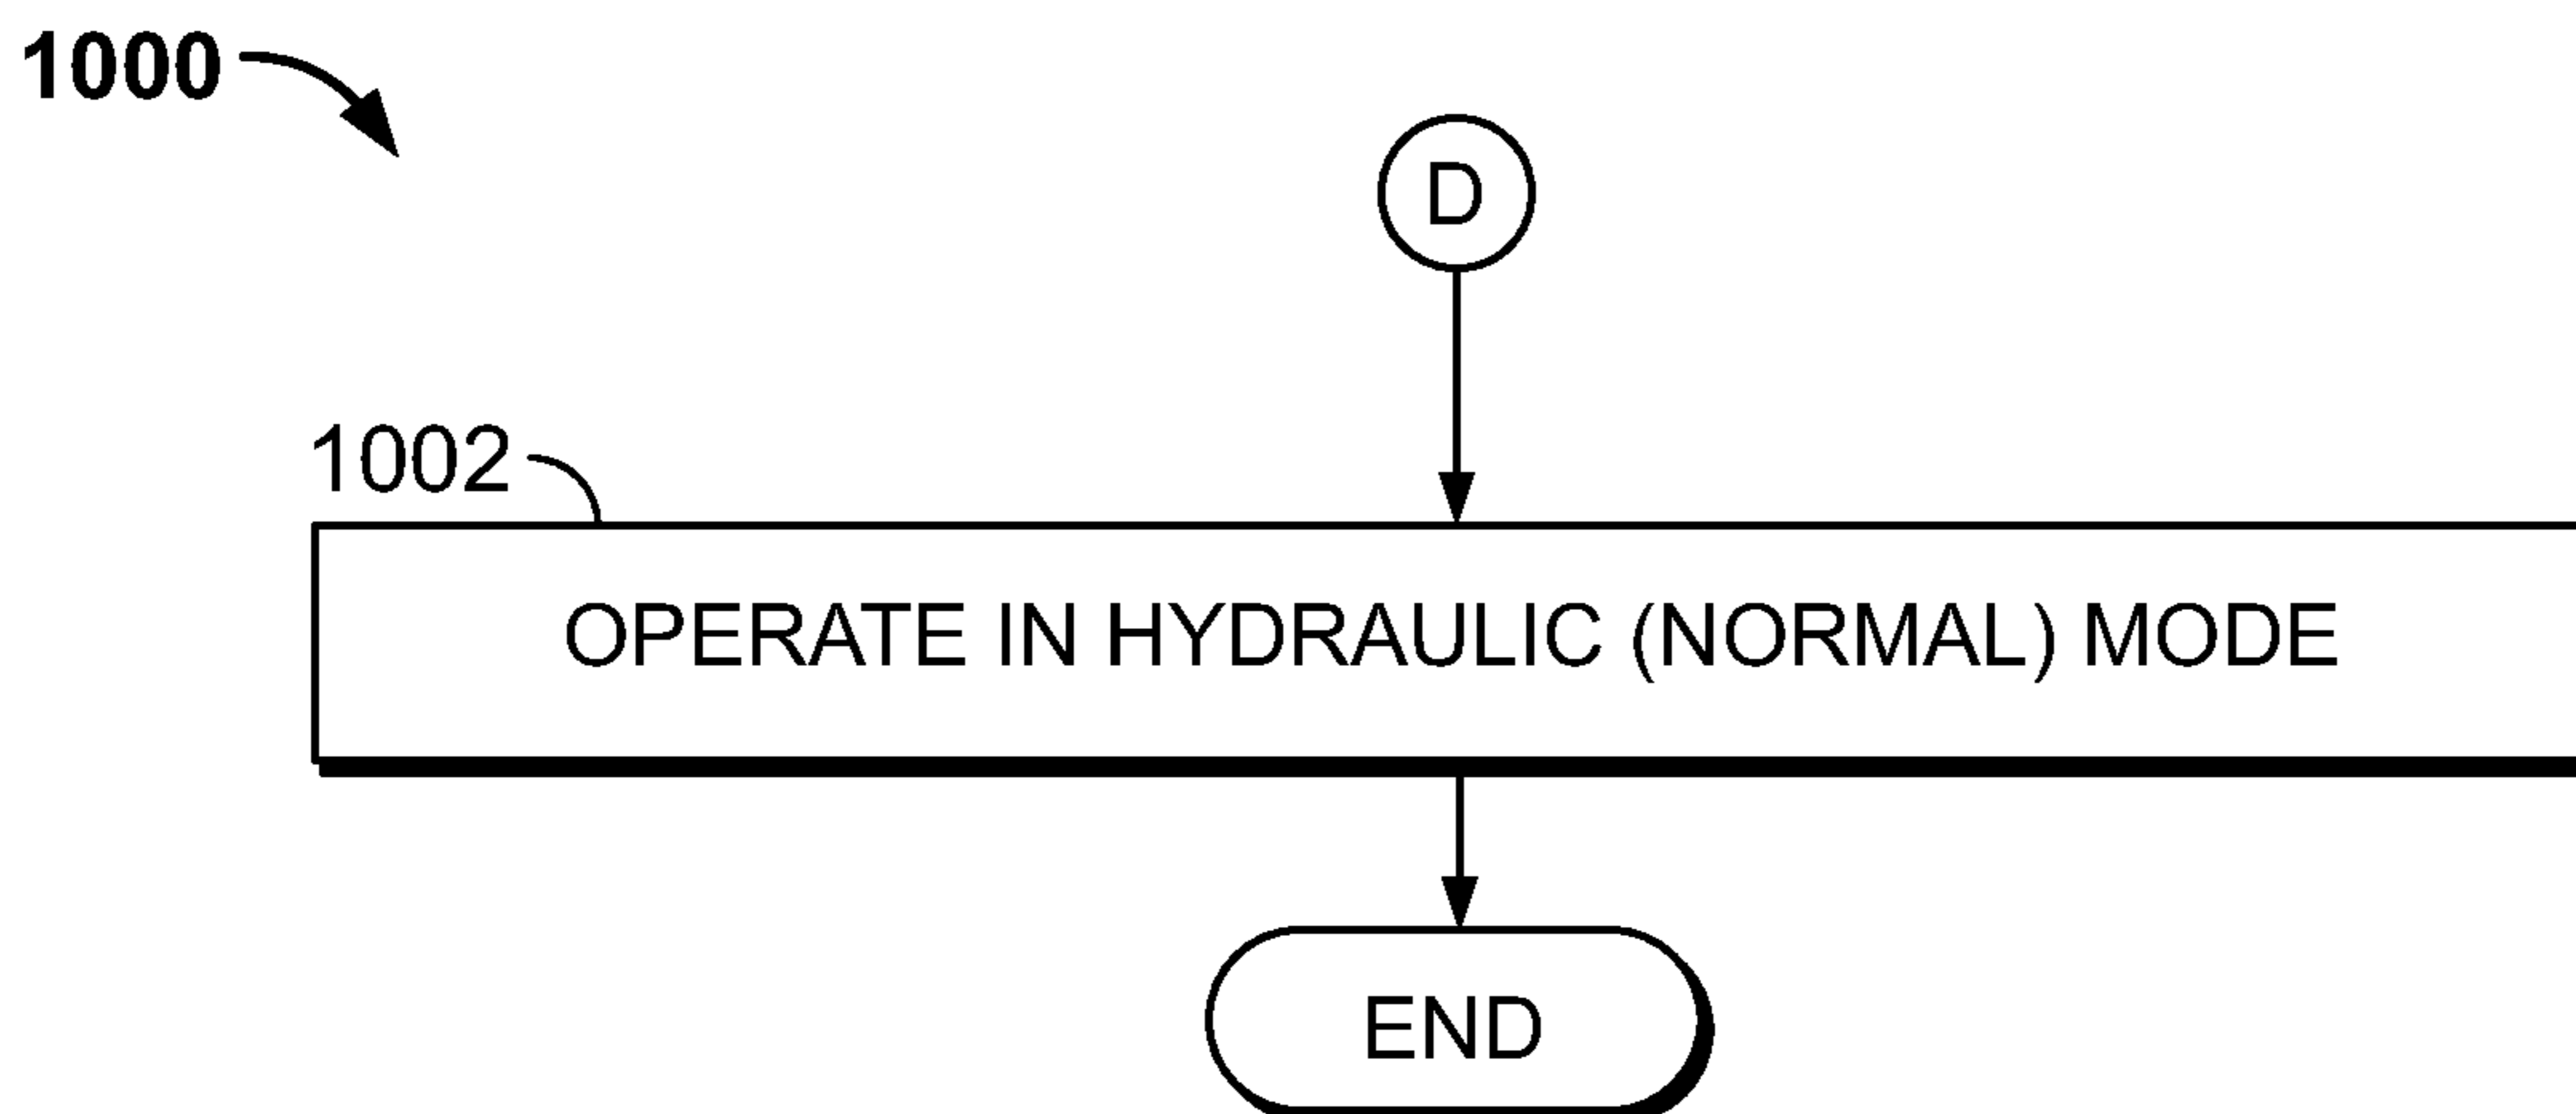 1000
D
1002
OPERATE IN HYDRAULIC (NORMAL) MODE
END